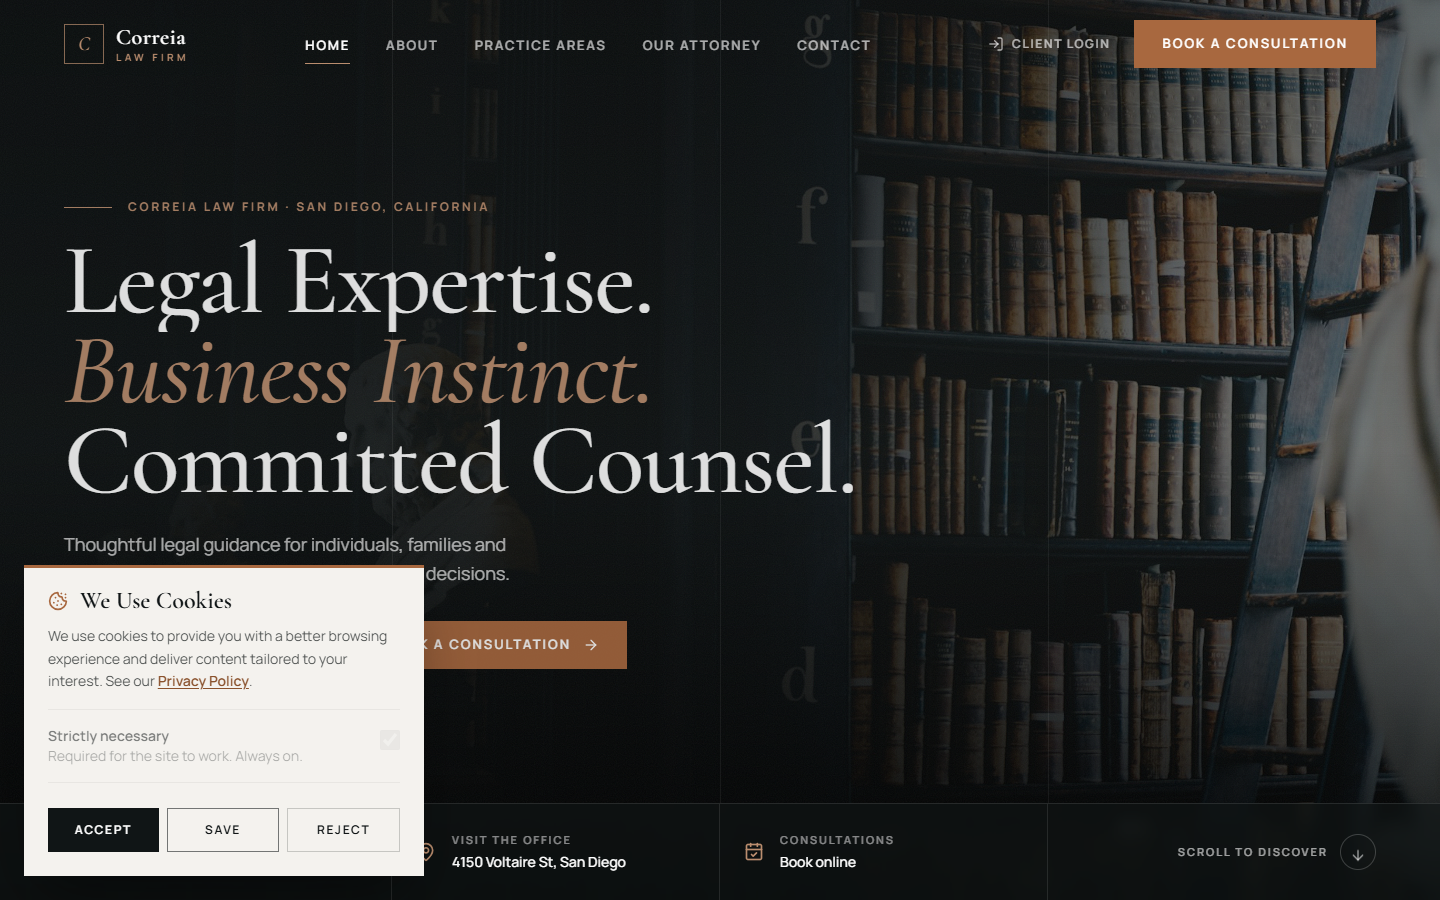 C
Correia
LAW FIRM
HOME
ABOUT
PRACTICE AREAS
OUR ATTORNEY
CONTACT
CLIENT LOGIN
BOOK A CONSULTATION
k
g
i
CORREIA LAW FIRM · SAN DIEGO, CALIFORNIA
f
h
Legal Expertise.
g
Business Instinct.
e
Committed Counsel.
Thoughtful legal guidance for individuals, families and
decisions.
We Use Cookies
We use cookies to provide you with a better browsing
experience and deliver content tailored to your
interest. See our Privacy Policy.
A CONSULTATION
d
Strictly necessary
Required for the site to work. Always on.
ACCEPT
SAVE
REJECT
VISIT THE OFFICE
4150 Voltaire St, San Diego
CONSULTATIONS
Book online
SCROLL TO DISCOVER